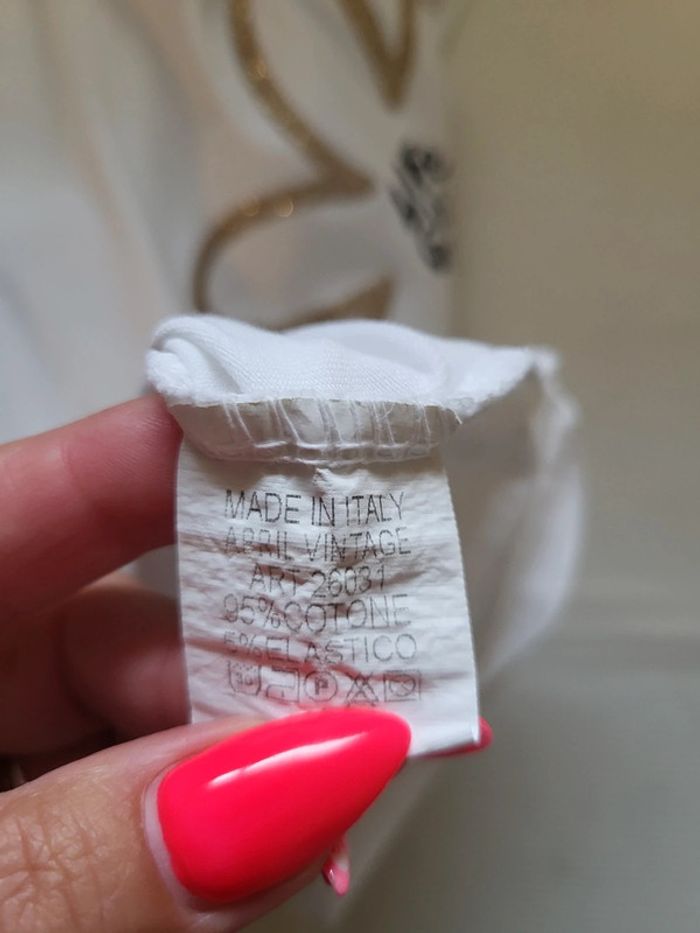 MADE IN ITALY
APRIL VINTAGE
ART 26031
95%COTONE
5%ELASTICO
P